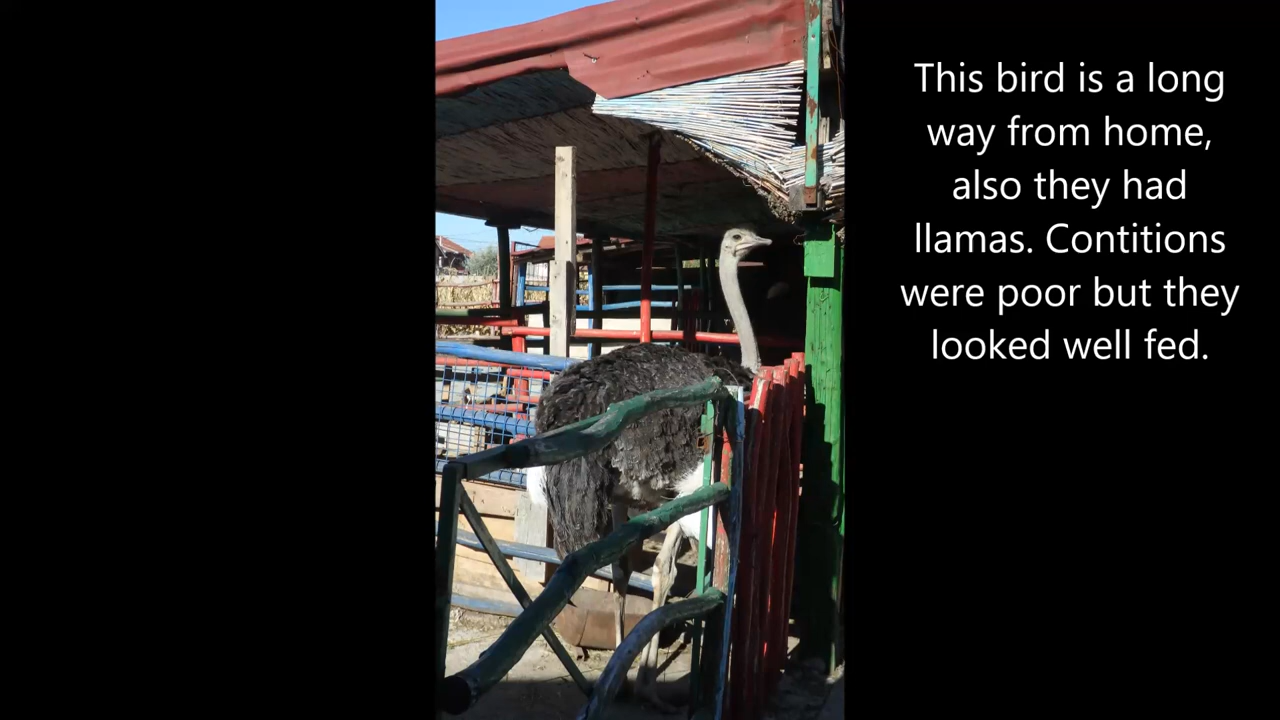 This bird is a long
way from home,
also they had
llamas. Contitions
were poor but they
looked well fed.